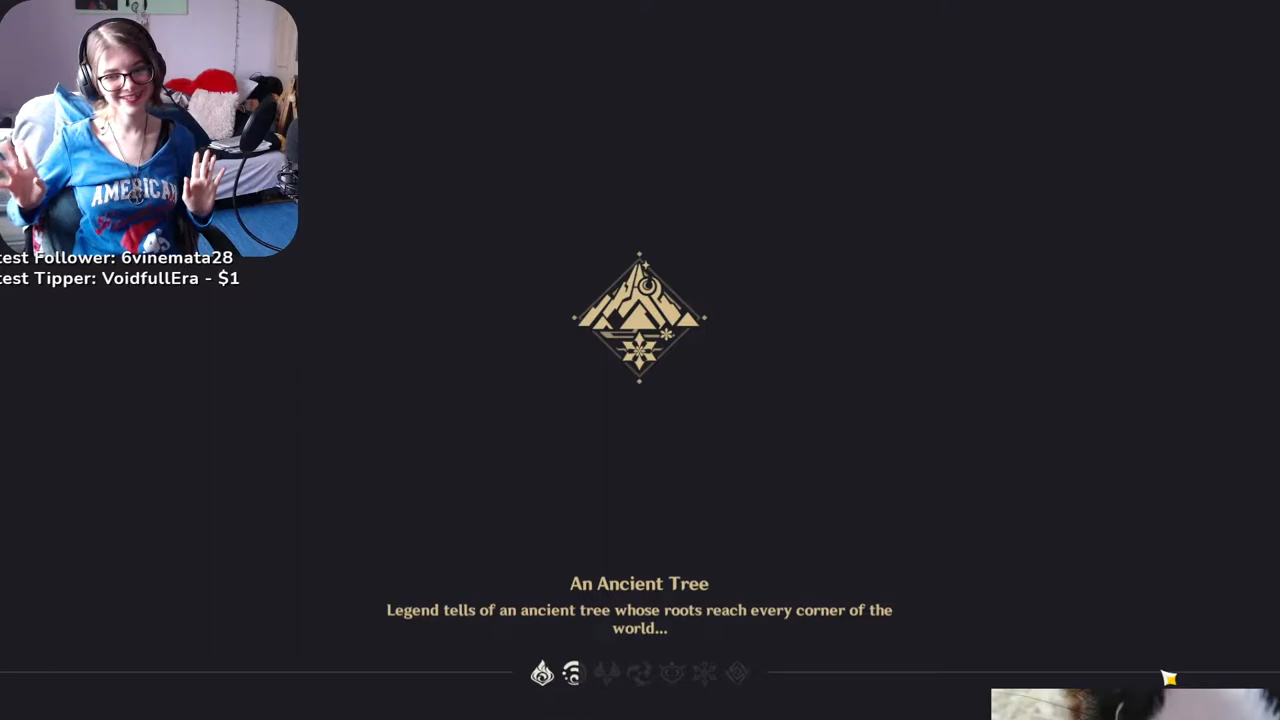 AMERICAN
test Follower: 6vinemata28
test Tipper: VoidfullEra - $1
An Ancient Tree
Legend tells of an ancient tree whose roots reach every corner of the
world...